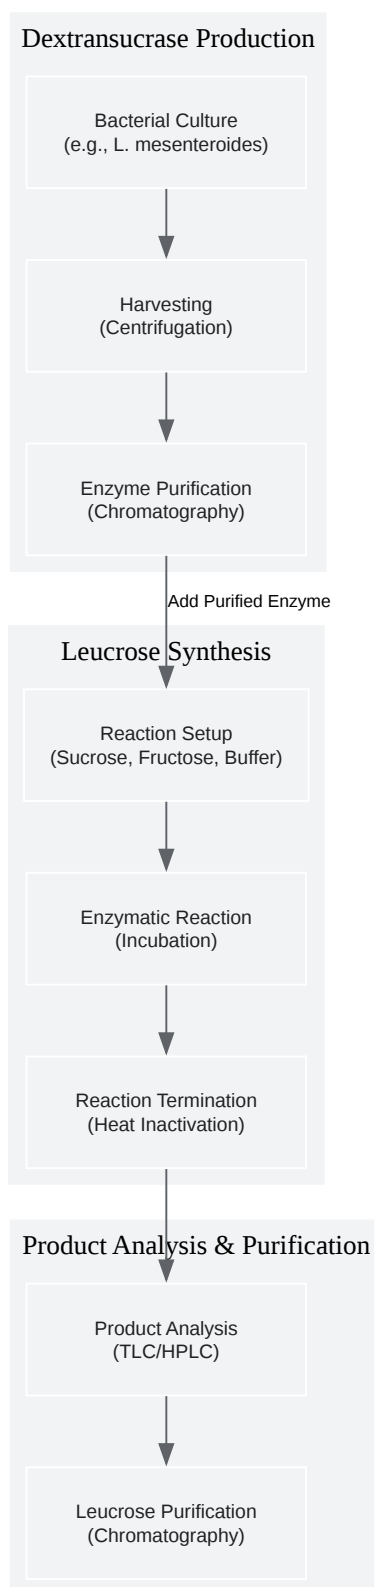 Dextransucrase Production
Bacterial Culture
(e.g., L. mesenteroides)
Harvesting
(Centrifugation)
Enzyme Purification
(Chromatography)
Add Purified Enzyme
Leucrose Synthesis
Reaction Setup
(Sucrose, Fructose, Buffer)
Enzymatic Reaction
(Incubation)
Reaction Termination
(Heat Inactivation)
Product Analysis & Purification
Product Analysis
(TLC/HPLC)
Leucrose Purification
(Chromatography)